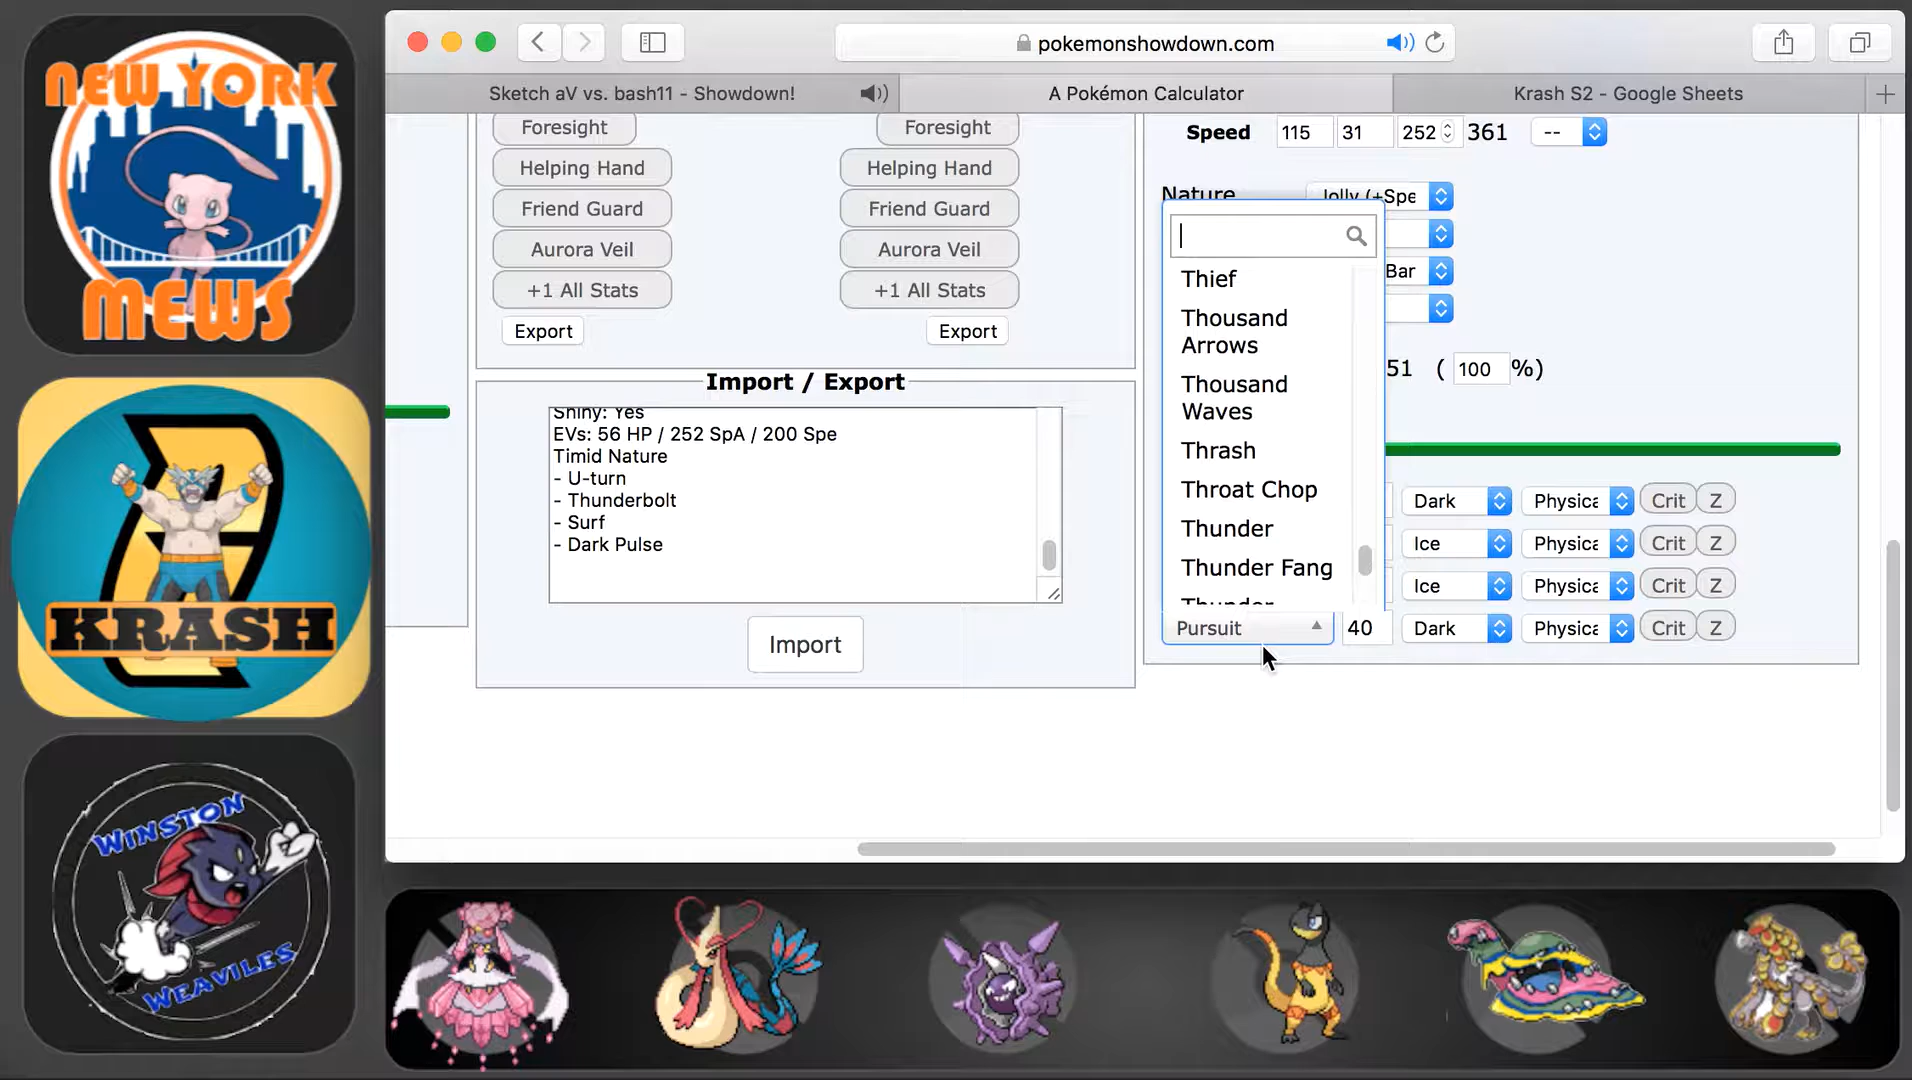 NEW YORK
MEWS
KRASH
WINSTON
WEAVILES
pokemonshowdown.com
Sketch aV vs. bash11 - Showdown!
A Pokémon Calculator
Krash S2 - Google Sheets
Foresight
Foresight
Helping Hand
Helping Hand
Friend Guard
Friend Guard
Aurora Veil
Aurora Veil
+1 All Stats
+1 All Stats
Export
Export
Import / Export
Shiny: Yes
EVs: 56 HP / 252 SpA / 200 Spe
Timid Nature
- U-turn
- Thunderbolt
- Surf
- Dark Pulse
Import
Speed 115 31 252 361 --
Nature Jolly (+Spe
Bar
51 ( 100 %)
Thief
Thousand
Arrows
Thousand
Waves
Thrash
Throat Chop
Thunder
Thunder Fang
Thunder
Dark Physica Crit Z
Ice Physica Crit Z
Ice Physica Crit Z
Pursuit 40 Dark Physica Crit Z